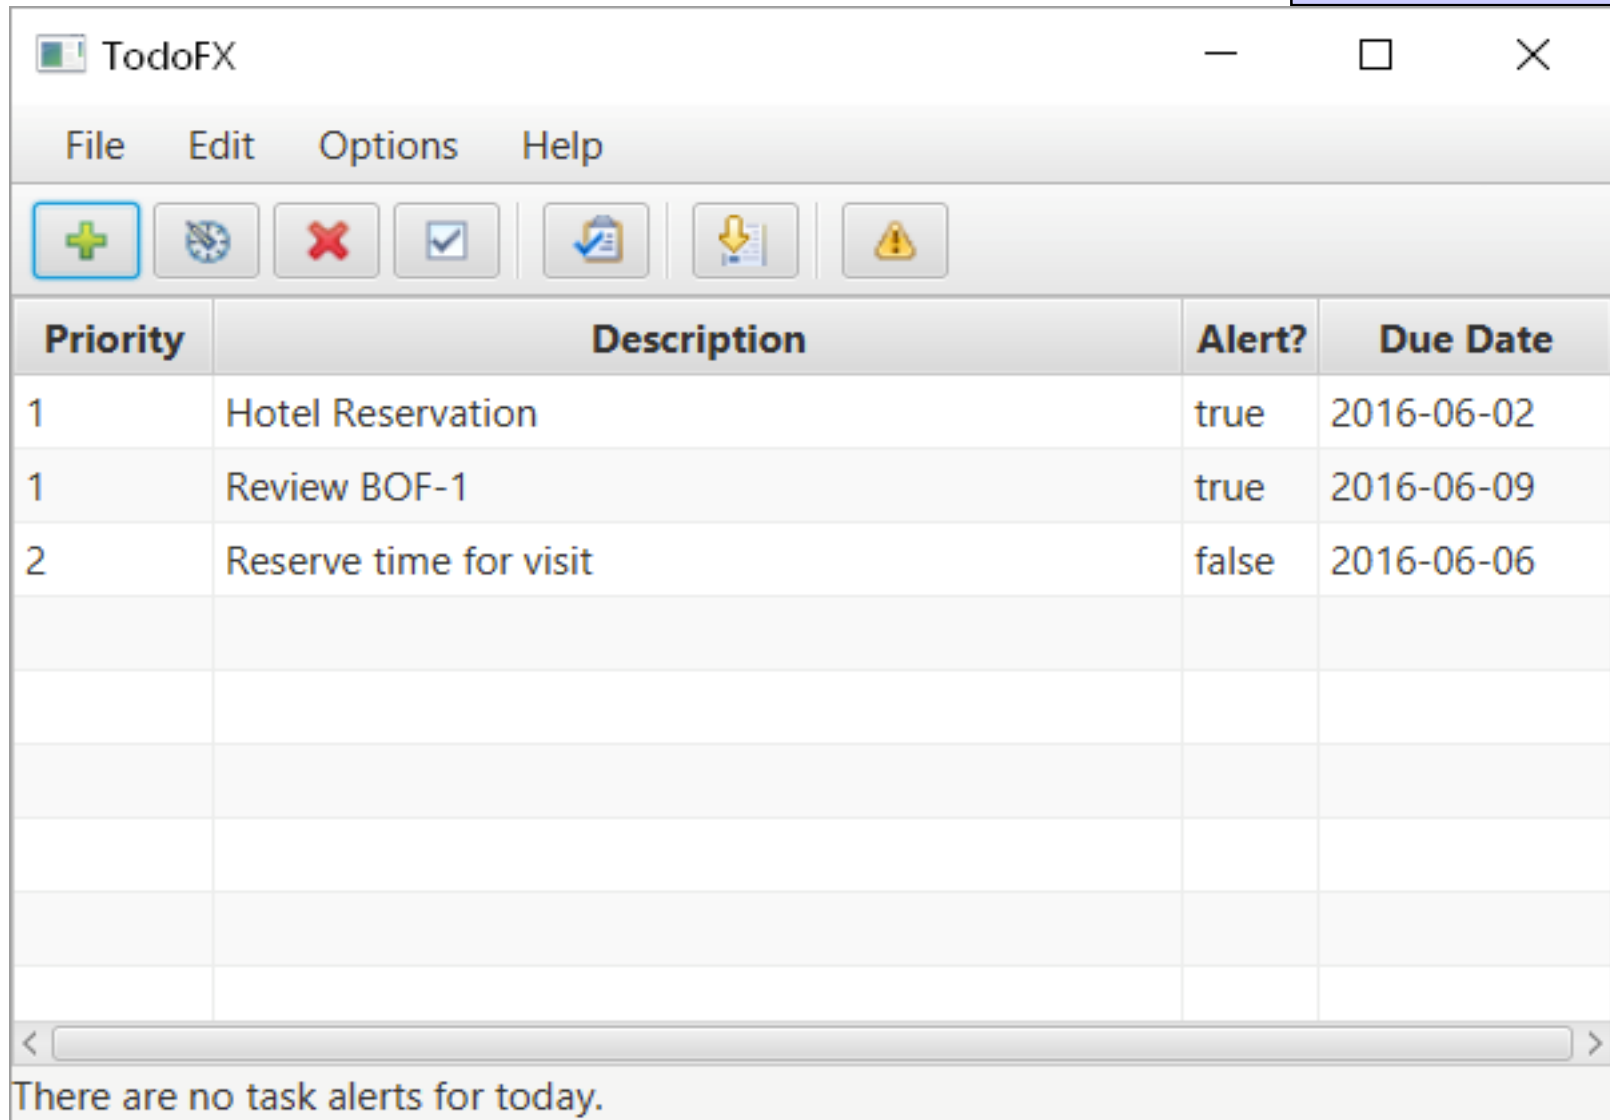 TodoFX
File Edit Options Help
Priority Description Alert? Due Date
1 Hotel Reservation true 2016-06-02
1 Review BOF-1 true 2016-06-09
2 Reserve time for visit false 2016-06-06
There are no task alerts for today.